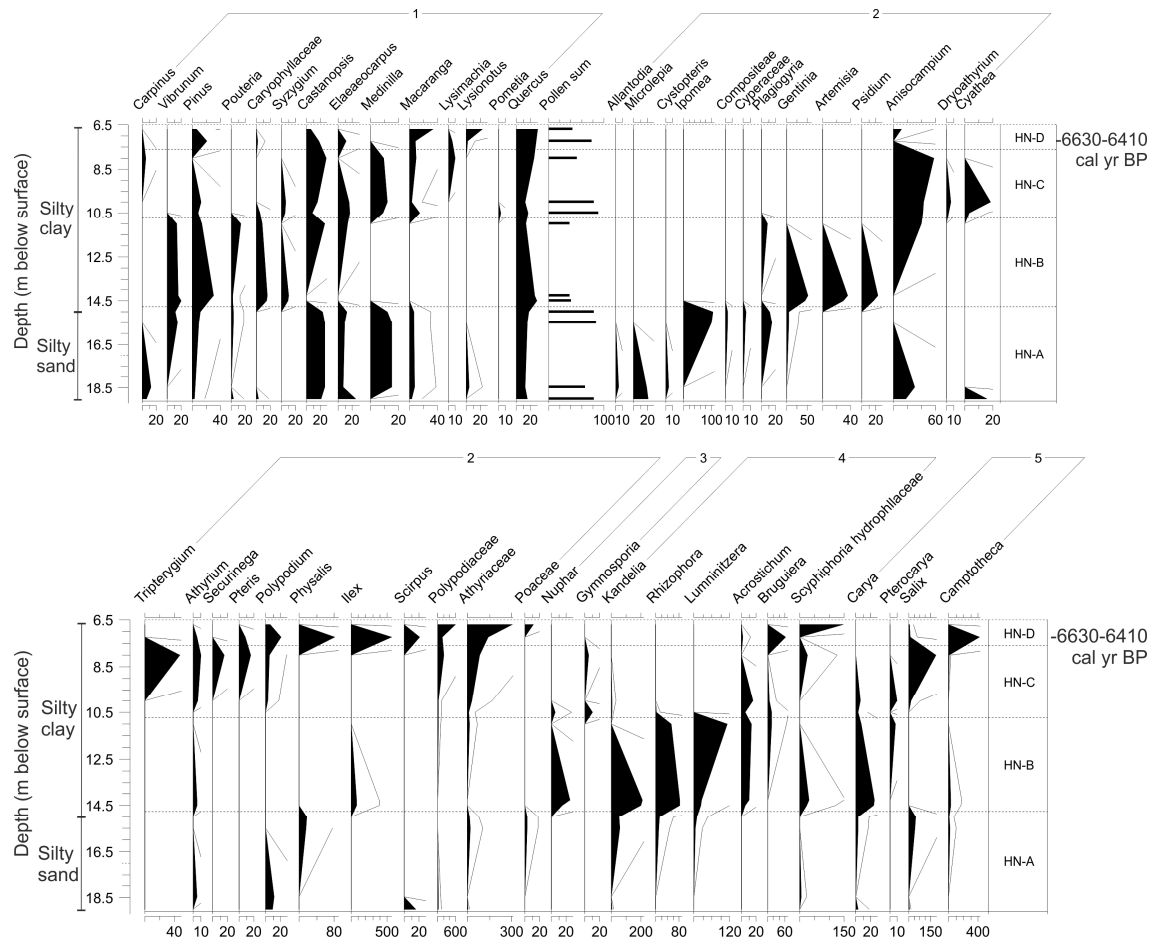 1 2
Carpinus Vibrunum Pinus Pouteria Caryophyllaceae Syzygium Castanopsis Elaeaeocarpus Medinilla Macaranga Lysimachia Lysionotus Pometia Quercus Pollen sum Allantodia Microlepia Cystopteris Ipomea Compositeae Cyperaceae Plagiogyria Gentinia Artemisia Psidium Anisocampium Dryoathyrium Cyathea
Depth (m below surface)
Silty clay
Silty sand
6.5
8.5
10.5
12.5
14.5
16.5
18.5
HN-D
HN-C
HN-B
HN-A
-6630-6410
cal yr BP
20 20 40 20 20 20 20 20 20 40 10 20 10 20 100 10 20 10 100 10 10 20 50 40 20 60 10 20
2 3 4 5
Tripterygium Athyrium Securinega Pteris Polypodium Physalis Ilex Scirpus Polypodiaceae Athyriaceae Poaceae Nuphar Gymnosporia Kandelia Rhizophora Lumninitzera Acrostichum Bruguiera Scyphiphoria hydrophllaceae Carya Pterocarya Salix Camptotheca
Depth (m below surface)
Silty clay
Silty sand
6.5
8.5
10.5
12.5
14.5
16.5
18.5
HN-D
HN-C
HN-B
HN-A
-6630-6410
cal yr BP
40 10 20 20 20 80 500 20 600 300 20 20 20 200 80 120 20 60 150 20 10 150 400